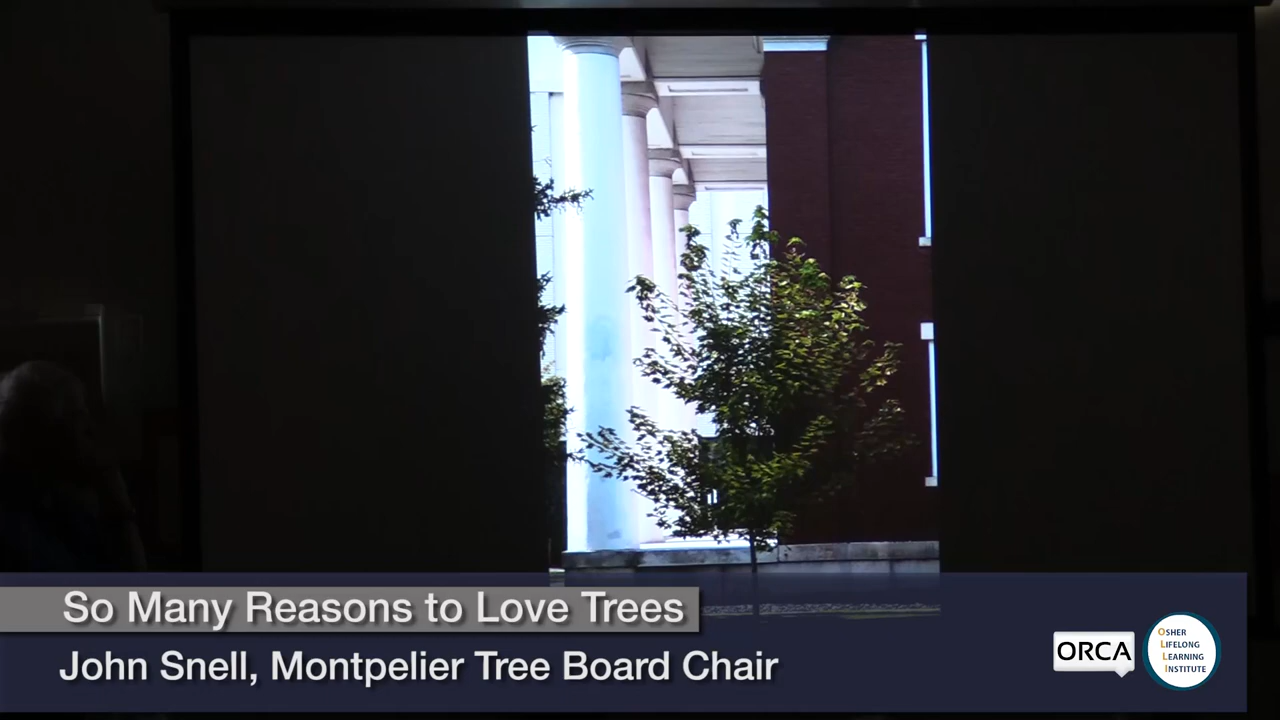 So Many Reasons to Love Trees
John Snell, Montpelier Tree Board Chair
ORCA
OSHER
LIFELONG
LEARNING
INSTITUTE